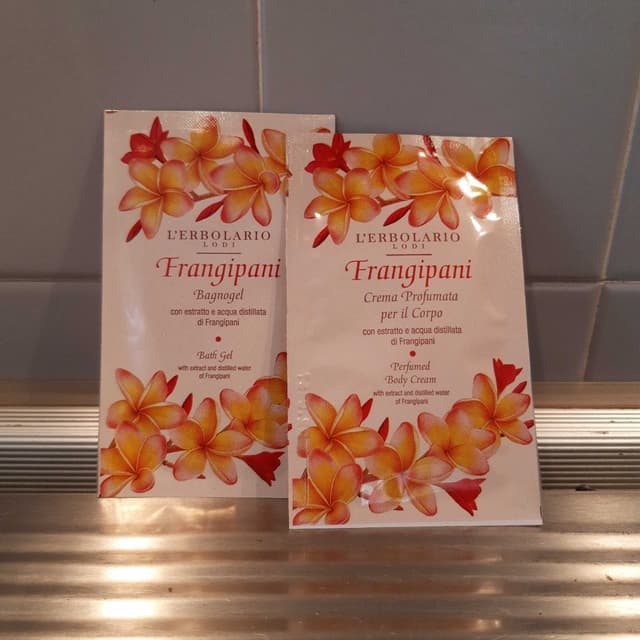 L'ERBOLARIO
LODI
Frangipani
Bagnogel
con estratto e acqua distillata
di Frangipani
Bath Gel
with extract and distilled water
of Frangipani
L'ERBOLARIO
LODI
Frangipani
Crema Profumata
per il Corpo
con estratto e acqua distillata
di Frangipani
Perfumed
Body Cream
with extract and distilled water
of Frangipani